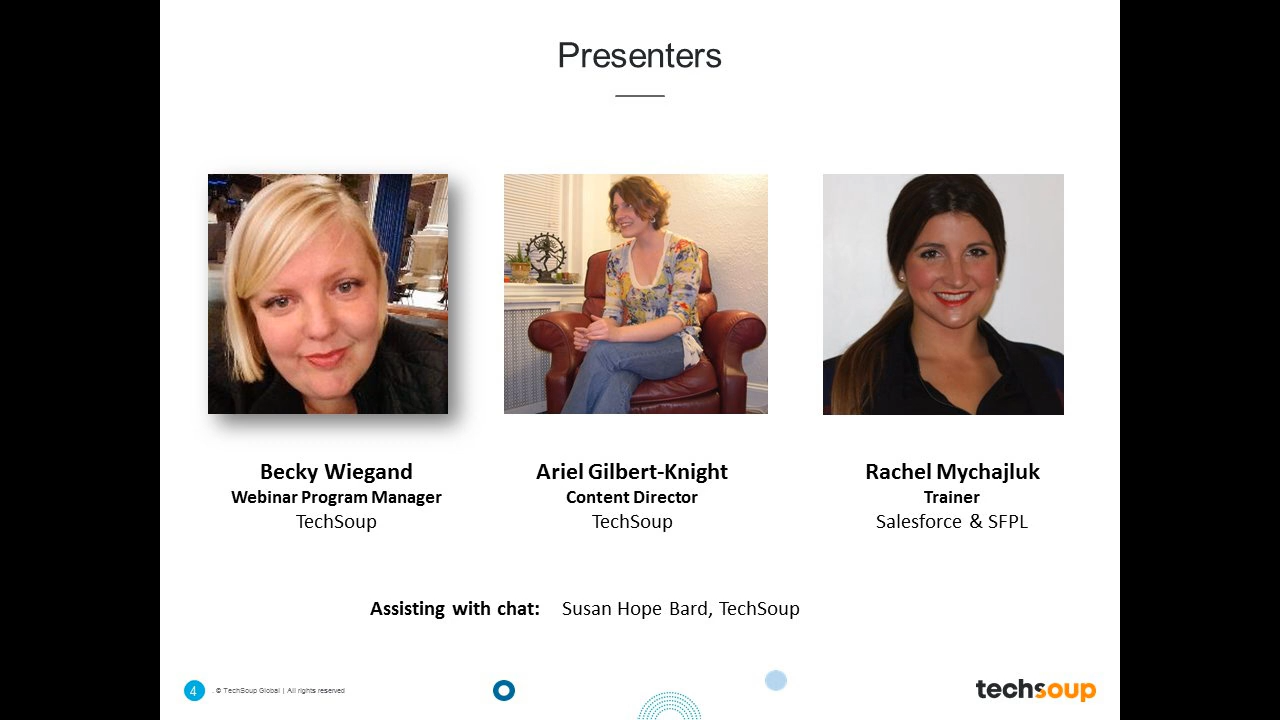 Presenters
Becky Wiegand
Webinar Program Manager
TechSoup
Ariel Gilbert-Knight
Content Director
TechSoup
Rachel Mychajluk
Trainer
Salesforce & SFPL
Assisting with chat: Susan Hope Bard, TechSoup
4 . © TechSoup Global | All rights reserved
techsoup